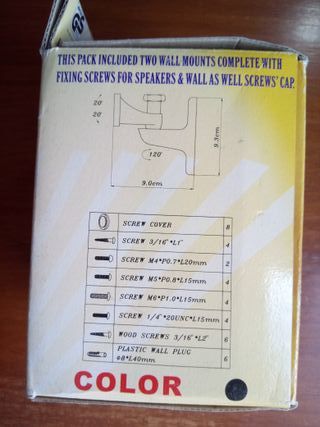 THIS PACK INCLUDED TWO WALL MOUNTS COMPLETE WITH
FIXING SCREWS FOR SPEAKERS & WALL AS WELL SCREWS' CAP.
20°
20°
120°
9.3cm
9.0cm
SCREW COVER 8
SCREW 3/16"*L1" 4
SCREW M4*P0.7*L20mm 2
SCREW M5*P0.8*L15mm 4
SCREW M6*P1.0*L15mm 4
SCREW 1/4"*20UNC*L15mm 4
WOOD SCREWS 3/16"*L2" 6
PLASTIC WALL PLUG
ø8*L40mm 6
COLOR